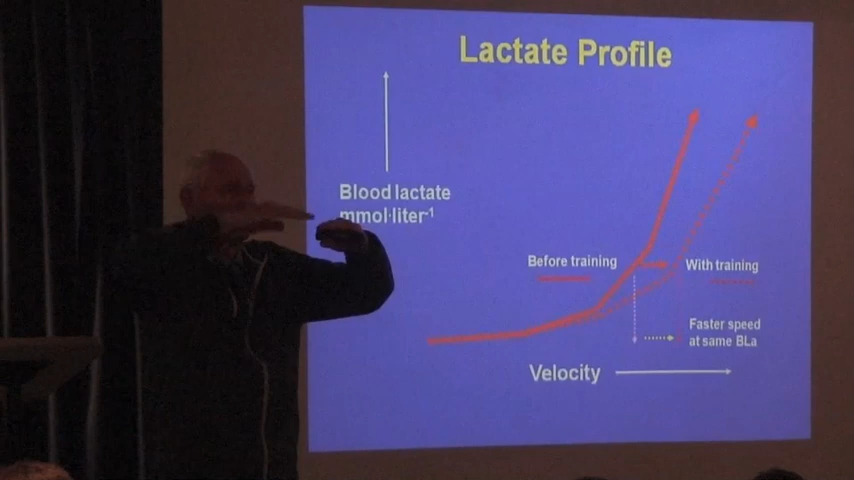 Lactate Profile
Blood lactate
mmol·liter⁻¹
Before training
With training
Faster speed
at same BLa
Velocity